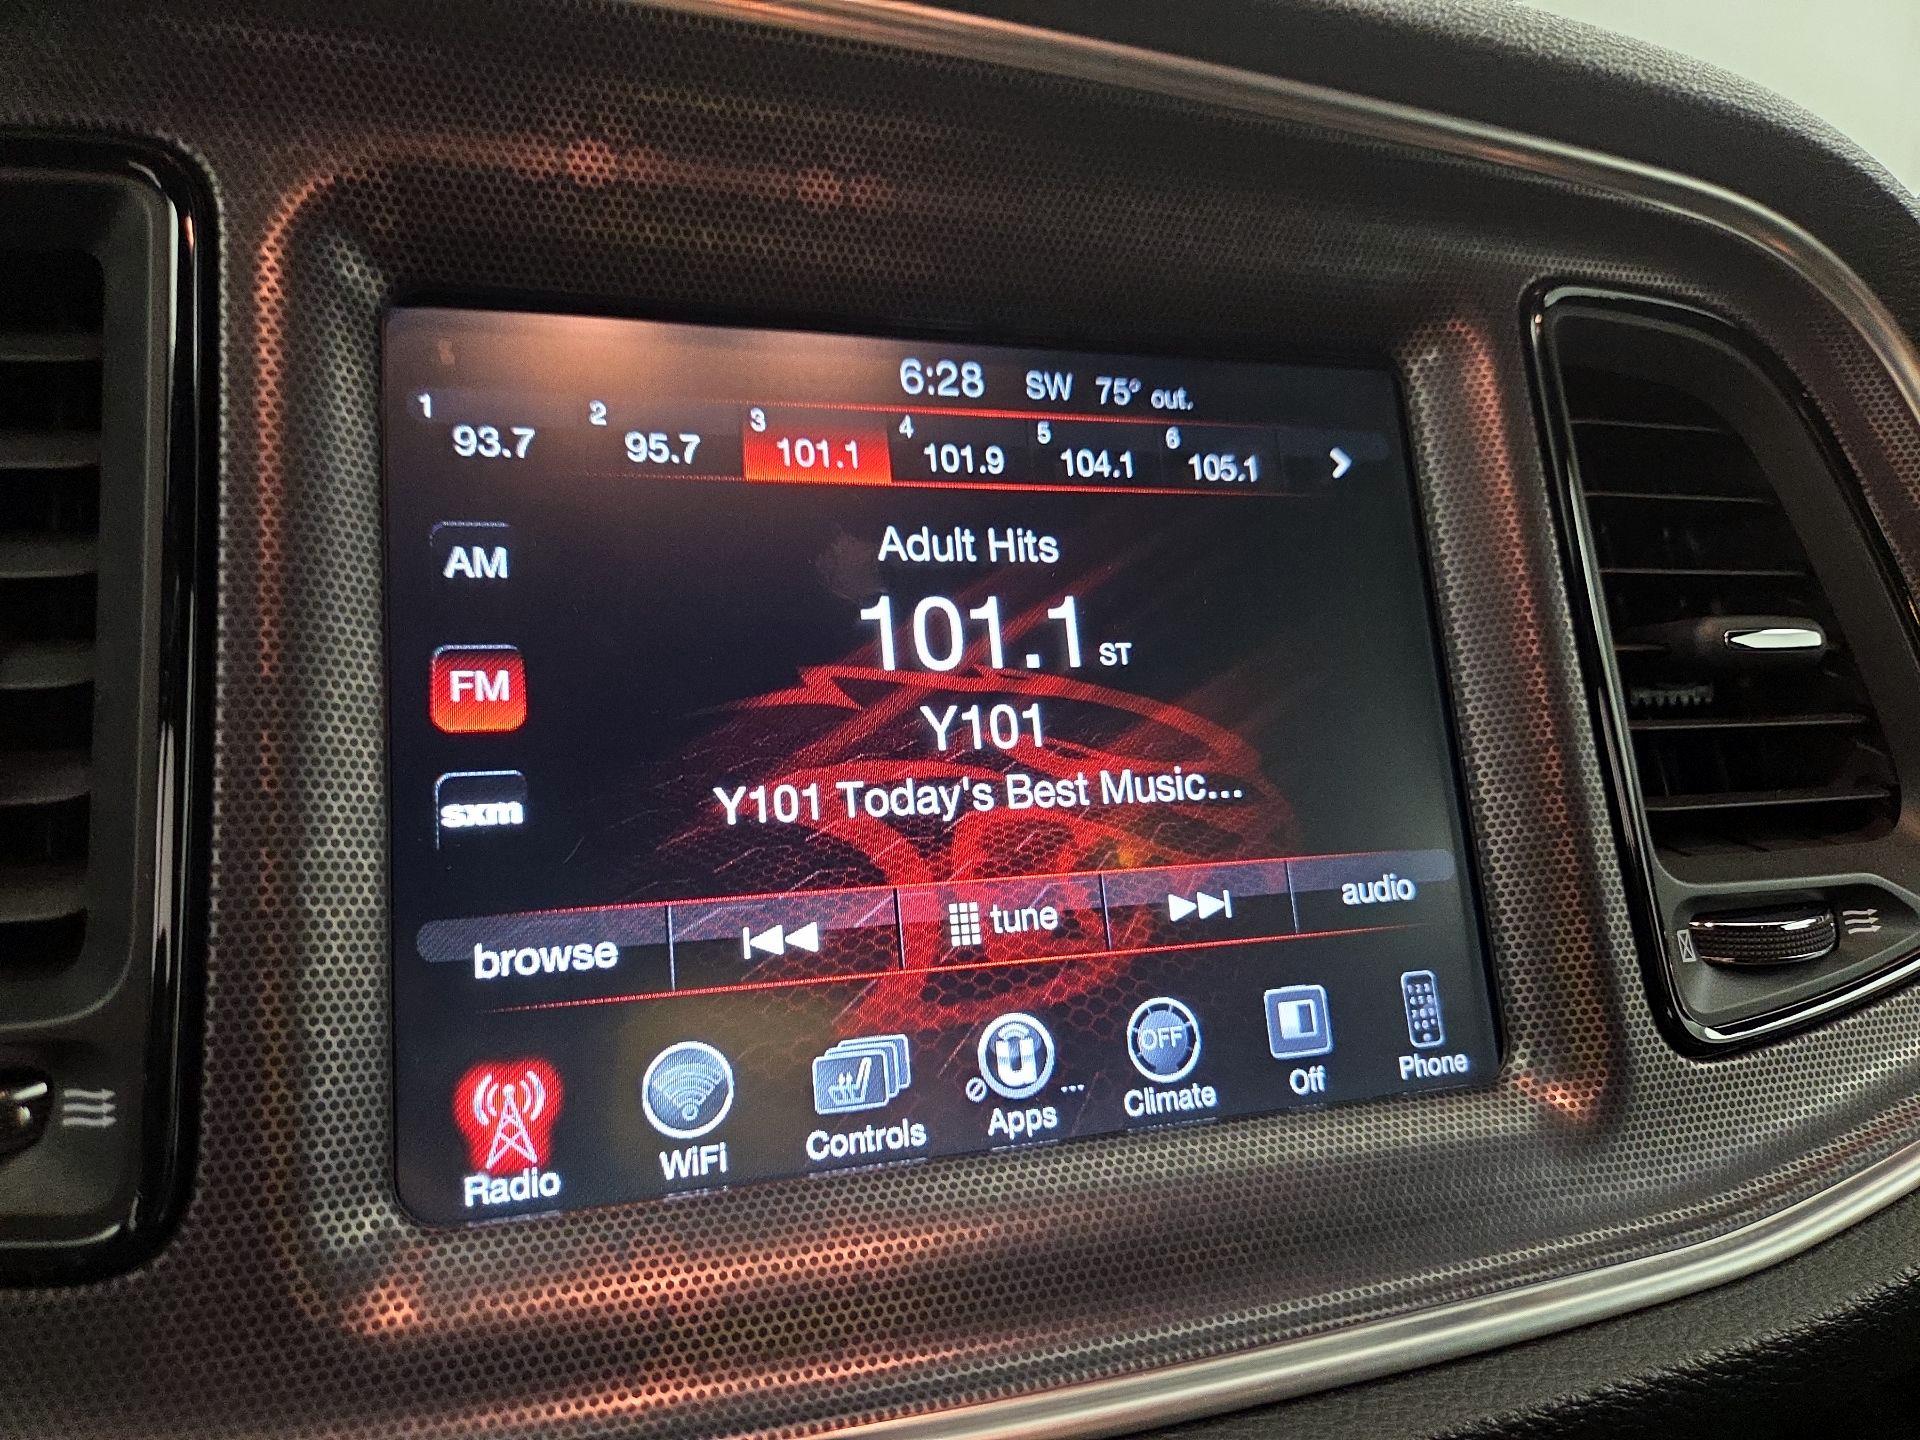 6:28 SW 75° out.
1 93.7 2 95.7 3 101.1 4 101.9 5 104.1 6 105.1
AM
Adult Hits
101.1 ST
FM
Y101
sxm
Y101 Today's Best Music...
browse tune audio
OFF
Radio WiFi Controls Apps ... Climate Off Phone